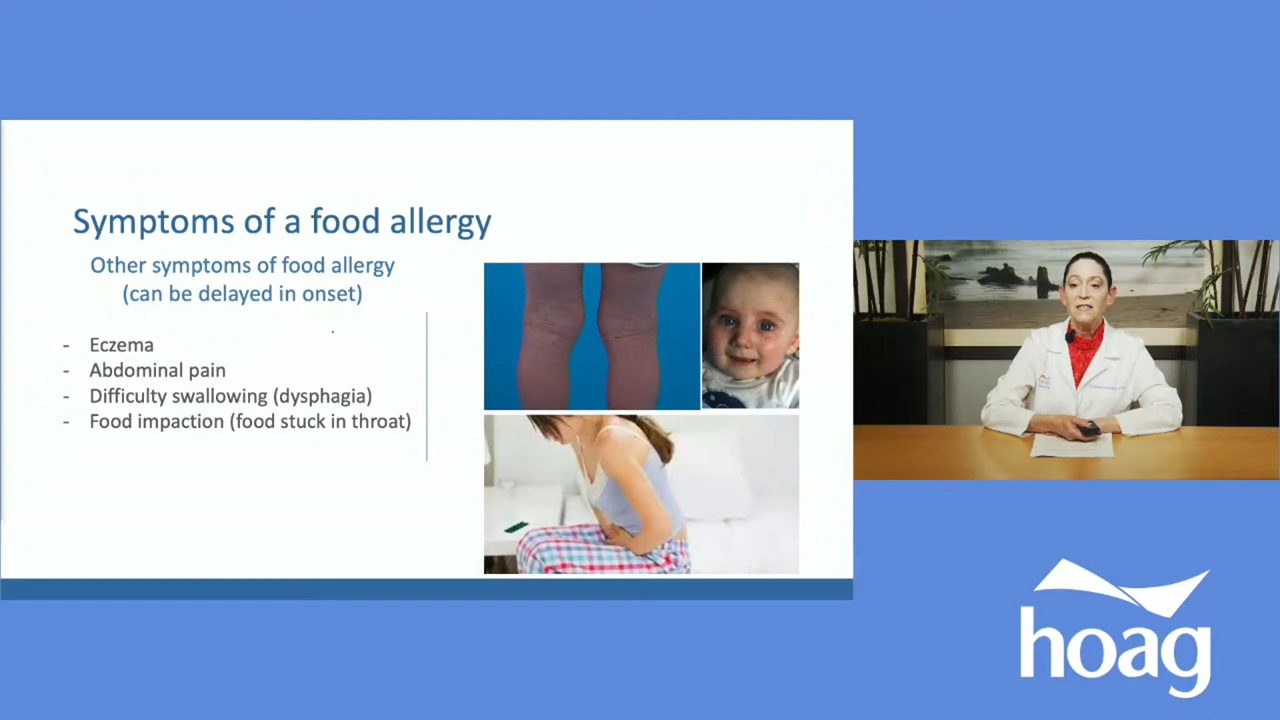 Symptoms of a food allergy
Other symptoms of food allergy
(can be delayed in onset)
- Eczema
- Abdominal pain
- Difficulty swallowing (dysphagia)
- Food impaction (food stuck in throat)
hoag